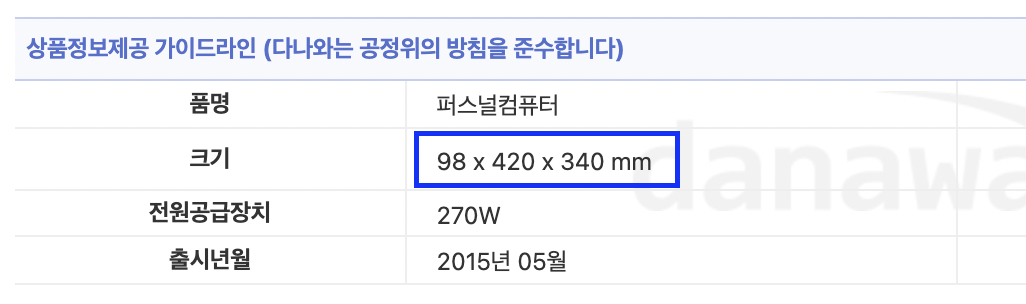 상품정보제공 가이드라인 (다나와는 공정위의 방침을 준수합니다)
품명 퍼스널컴퓨터
크기 98 x 420 x 340 mm
전원공급장치 270W
출시년월 2015년 05월
danawa